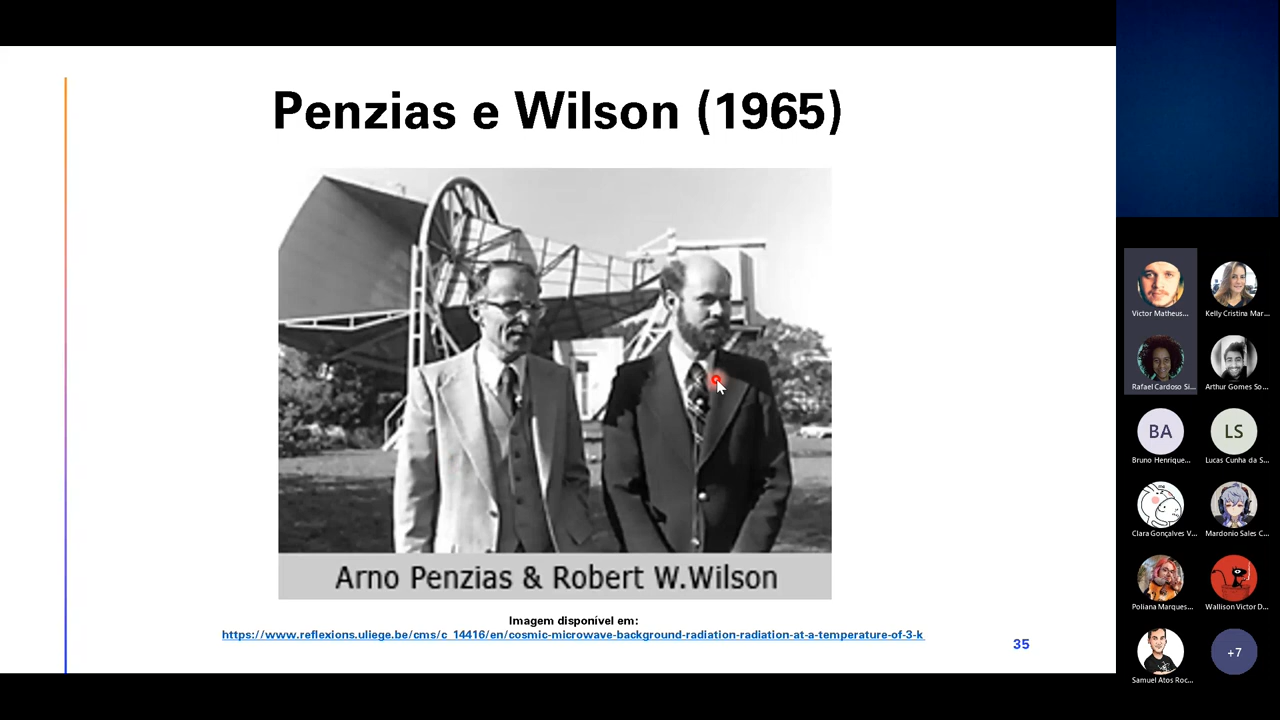 Penzias e Wilson (1965)
Arno Penzias & Robert W.Wilson
Imagem disponível em:
https://www.reflexions.uliege.be/cms/c_14416/en/cosmic-microwave-background-radiation-radiation-at-a-temperature-of-3-k
35
Victor Matheus...
Kelly Cristina Mar...
Rafael Cardoso Si...
Arthur Gomes So...
BA
LS
Bruno Henrique...
Lucas Cunha da S...
Clara Gonçalves V...
Mardonio Sales C...
Poliana Marques...
Wallison Victor D...
+7
Samuel Atos Roc...